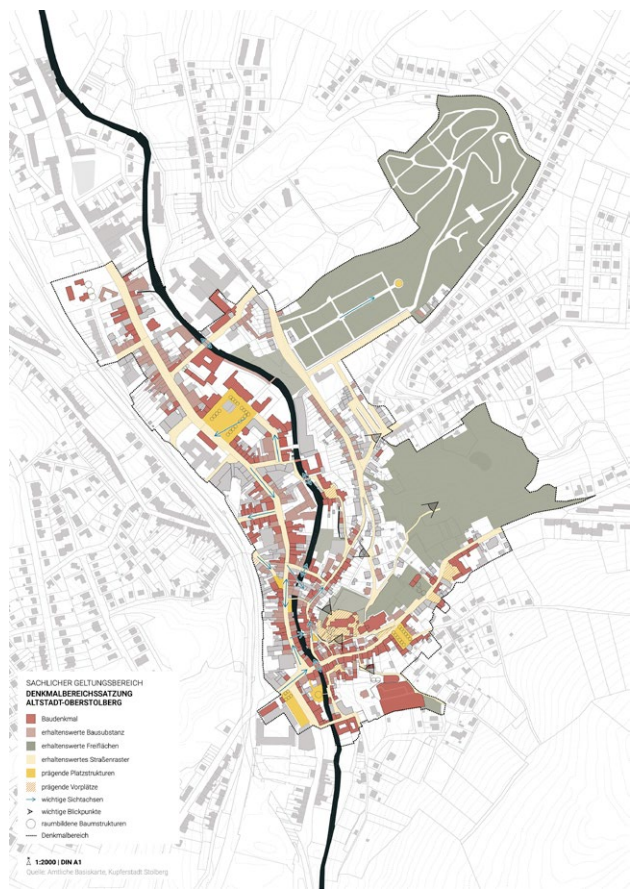 SACHLICHER GELTUNGSBEREICH
DENKMALBEREICHSSATZUNG
ALTSTADT-OBERSTOLBERG
Baudenkmal
erhaltenswerte Bausubstanz
erhaltenswerte Freiflächen
erhaltenswertes Straßenraster
prägende Platzstrukturen
prägende Vorplätze
wichtige Sichtachsen
wichtige Blickpunkte
raumbildene Baumstrukturen
Denkmalbereich
1:2000 | DIN A1
Quelle: Amtliche Basiskarte, Kupferstadt Stolberg